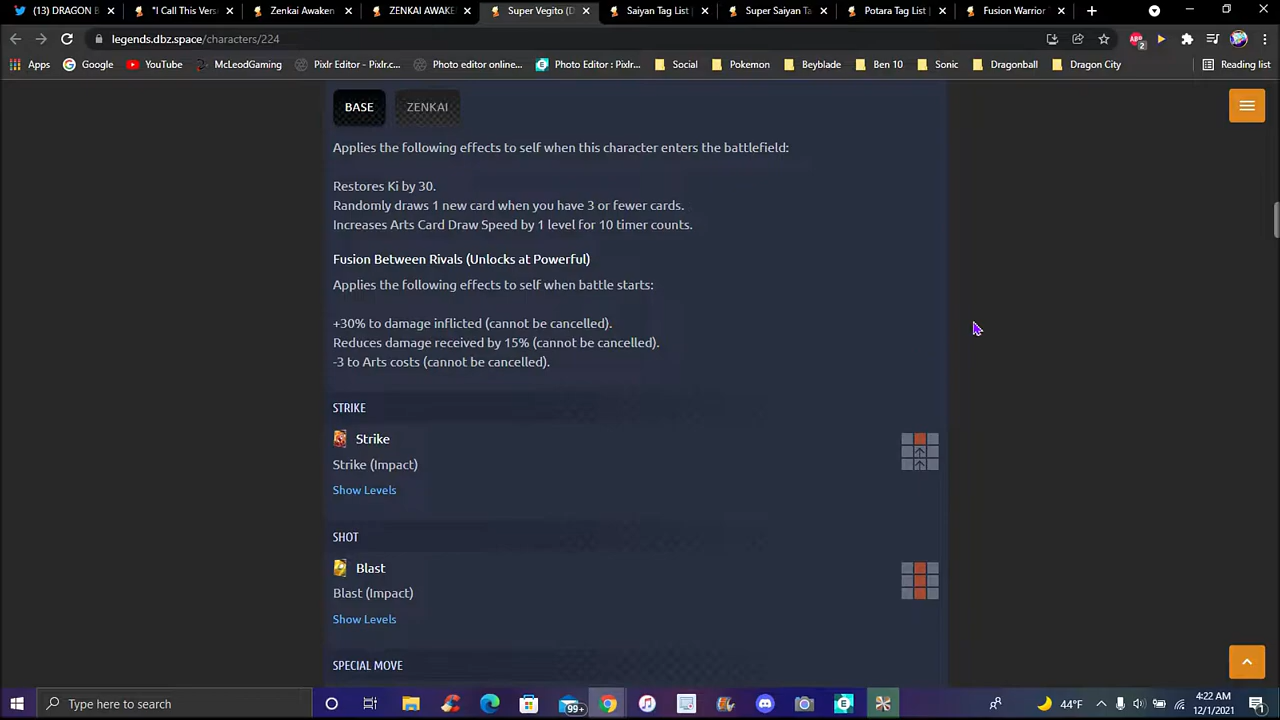 (13) DRAGON B
"I Call This Vers
Zenkai Awaken
ZENKAI AWAKE
Super Vegito (D
Saiyan Tag List
Super Saiyan Ta
Potara Tag List
Fusion Warrior T
legends.dbz.space/characters/224
ABP
2
Apps
Google
YouTube
McLeodGaming
Pixlr Editor - Pixlr.c...
Photo editor online...
Photo Editor : Pixlr...
Social
Pokemon
Beyblade
Ben 10
Sonic
Dragonball
Dragon City
Reading list
BASE
ZENKAI
Applies the following effects to self when this character enters the battlefield:
Restores Ki by 30.
Randomly draws 1 new card when you have 3 or fewer cards.
Increases Arts Card Draw Speed by 1 level for 10 timer counts.
Fusion Between Rivals (Unlocks at Powerful)
Applies the following effects to self when battle starts:
+30% to damage inflicted (cannot be cancelled).
Reduces damage received by 15% (cannot be cancelled).
-3 to Arts costs (cannot be cancelled).
STRIKE
Strike
Strike (Impact)
Show Levels
SHOT
Blast
Blast (Impact)
Show Levels
SPECIAL MOVE
Type here to search
99+
44°F
4:22 AM
12/1/2021